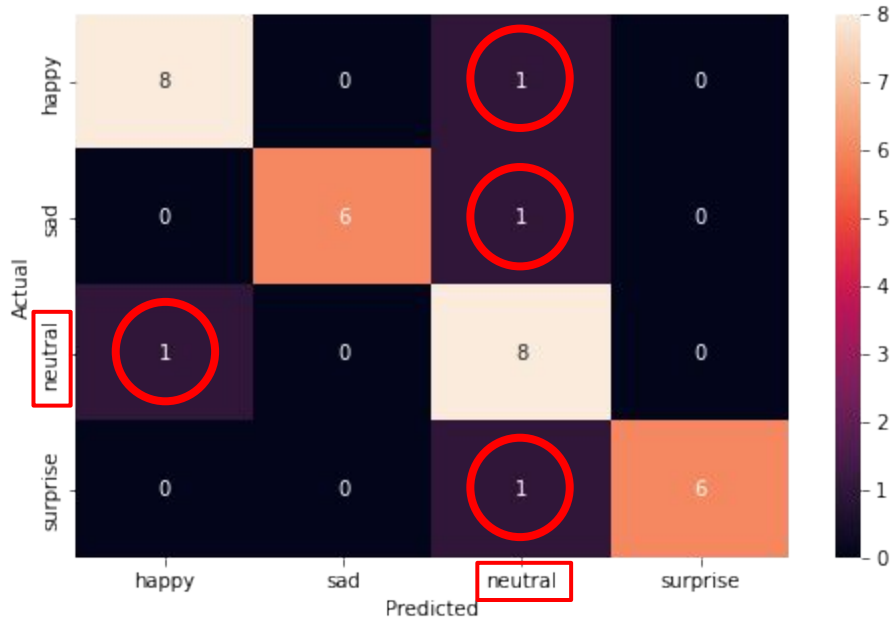 happy 8 0 1 0
sad 0 6 1 0
neutral 1 0 8 0
surprise 0 0 1 6
happy sad neutral surprise
Actual
Predicted
8
7
6
5
4
3
2
1
0